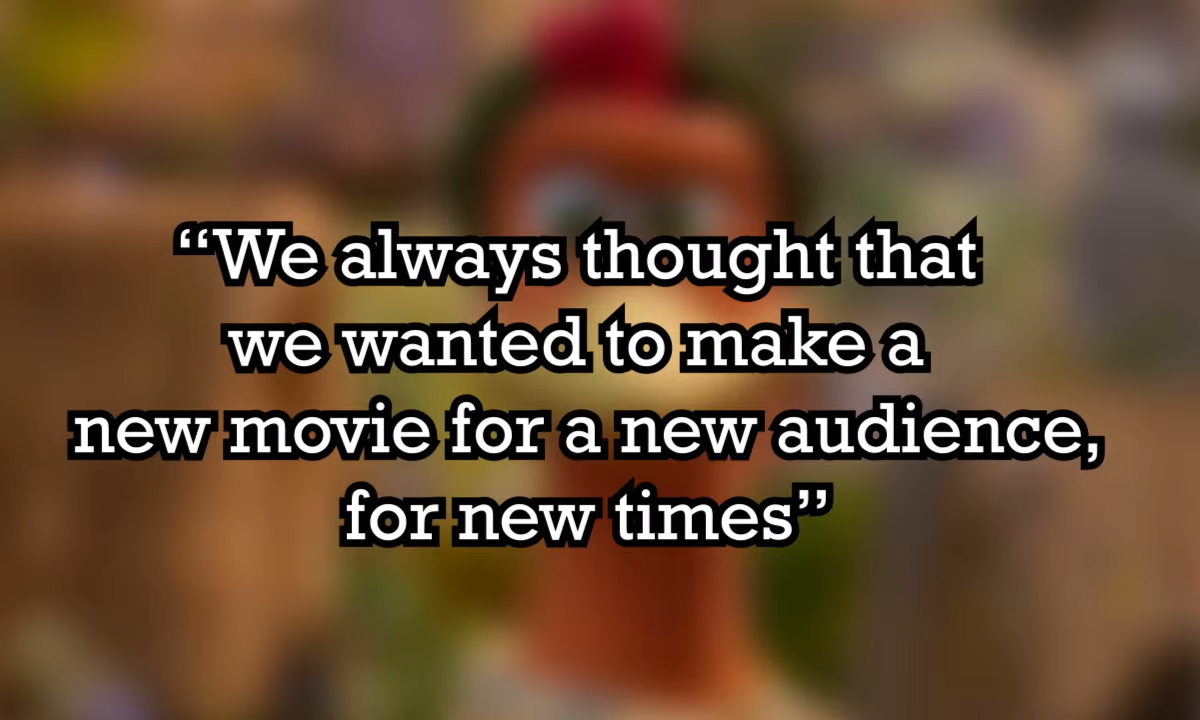 “We always thought that
we wanted to make a
new movie for a new audience,
for new times”